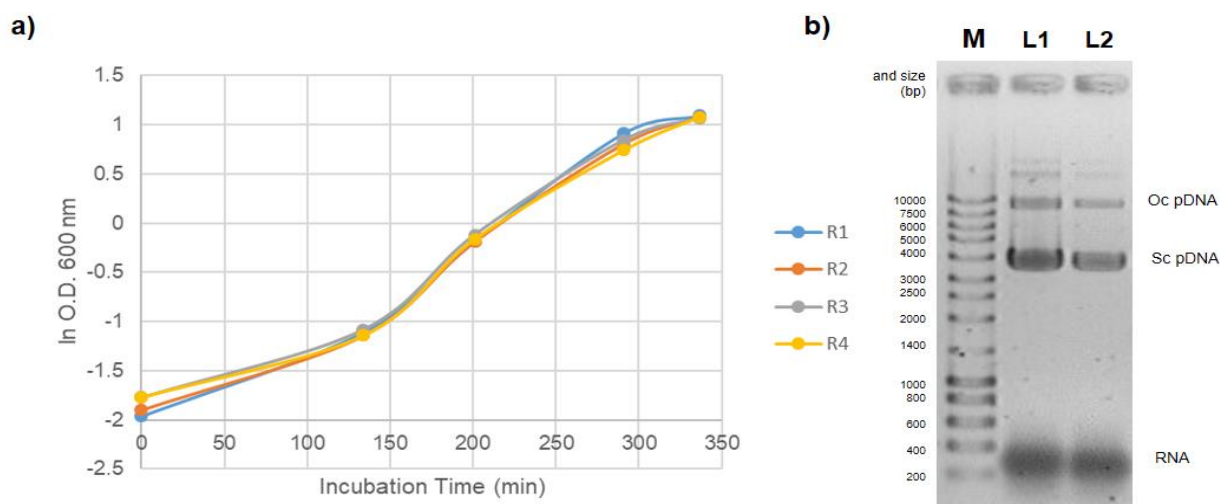 a)
1.5
1
0.5
0
-0.5
-1
-1.5
-2
-2.5
ln O.D. 600 nm
0 50 100 150 200 250 300 350
Incubation Time (min)
R1
R2
R3
R4
b)
M L1 L2
and size
(bp)
10000
7500
6000
5000
4000
3000
2500
2000
1400
1000
800
600
400
200
Oc pDNA
Sc pDNA
RNA